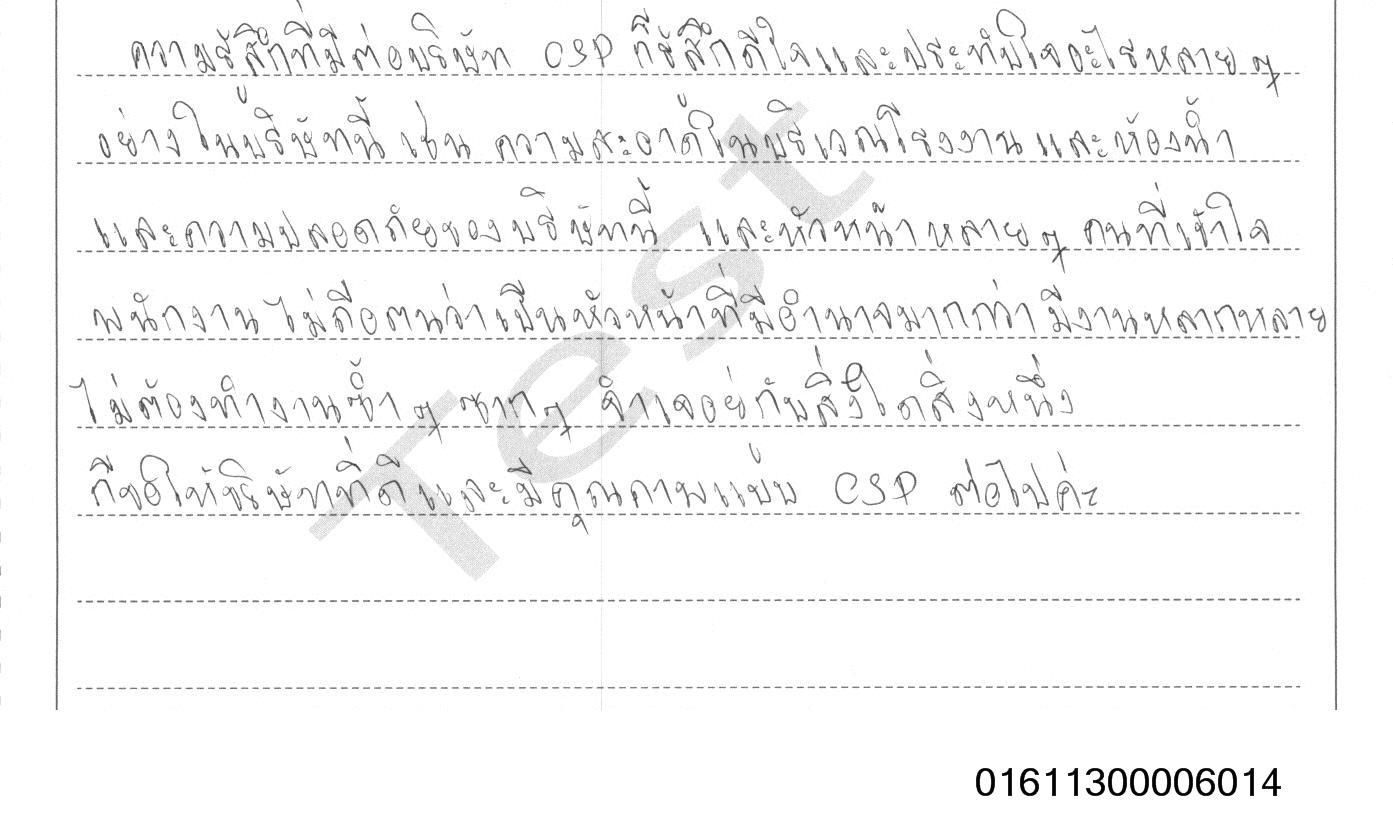 ความรู้สึกที่มีต่อบริษัท CSP ก็รู้สึกดีใจและประทับใจอะไรหลายๆ
อย่างในบริษัทนี้ เช่น ความสะอาดในบริเวณโรงงานและห้องน้ำ
และความปลอดภัยของบริษัทนี้ และหัวหน้าหลายๆ คนที่เข้าใจ
พนักงาน ไม่ถือตนว่าเป็นหัวหน้าที่มีอำนาจมากกว่า มีงานหลากหลาย
ไม่ต้องทำงานซ้ำๆ ซากๆ จำเจอยู่กับสิ่งใดสิ่งหนึ่ง
ก็ขอให้บริษัทที่ดีและมีคุณภาพแบบ CSP ต่อไปค่ะ
Test
01611300006014